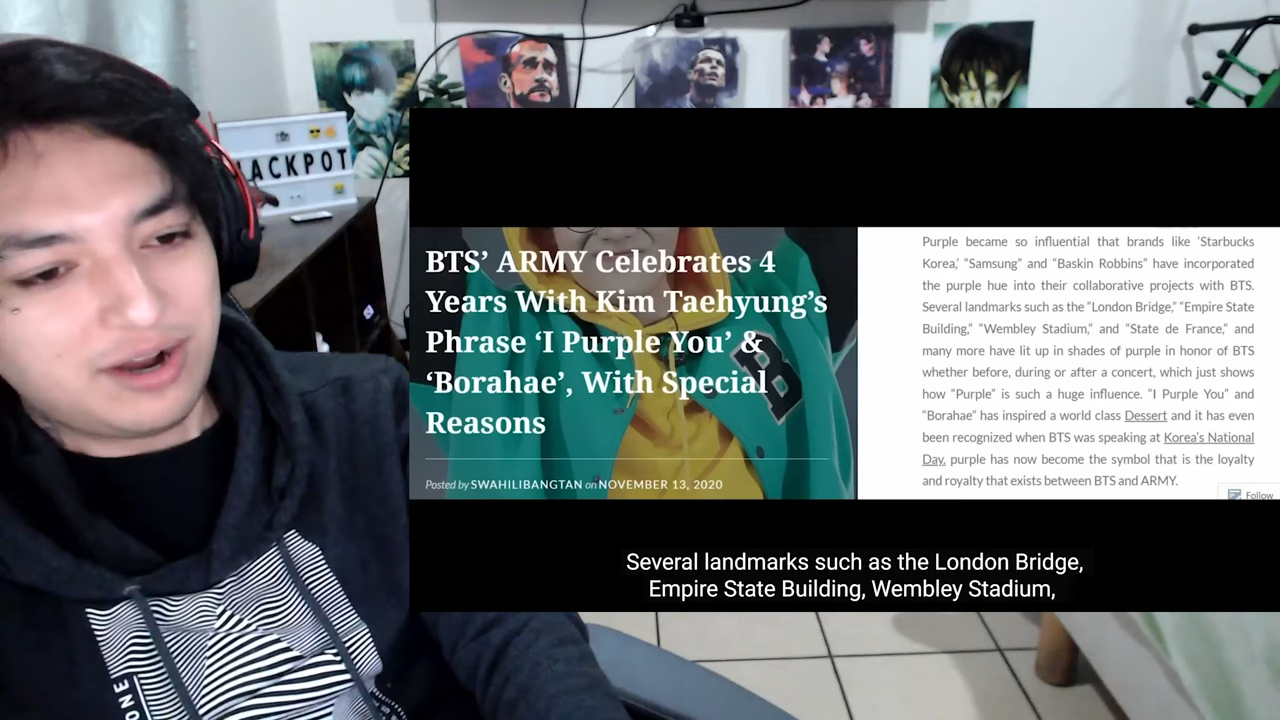 JACKPOT
BTS’ ARMY Celebrates 4
Years With Kim Taehyung’s
Phrase ‘I Purple You’ &
‘Borahae’, With Special
Reasons
Posted by SWAHILIBANGTAN on NOVEMBER 13, 2020
B
Purple became so influential that brands like ‘Starbucks
Korea,’ “Samsung” and “Baskin Robbins” have incorporated
the purple hue into their collaborative projects with BTS.
Several landmarks such as the “London Bridge,” “Empire State
Building,” “Wembley Stadium,” and “State de France,” and
many more have lit up in shades of purple in honor of BTS
whether before, during or after a concert, which just shows
how “Purple” is such a huge influence. “I Purple You” and
“Borahae” has inspired a world class Dessert and it has even
been recognized when BTS was speaking at Korea’s National
Day, purple has now become the symbol that is the loyalty
and royalty that exists between BTS and ARMY.
Follow
Several landmarks such as the London Bridge,
Empire State Building, Wembley Stadium,
ONE